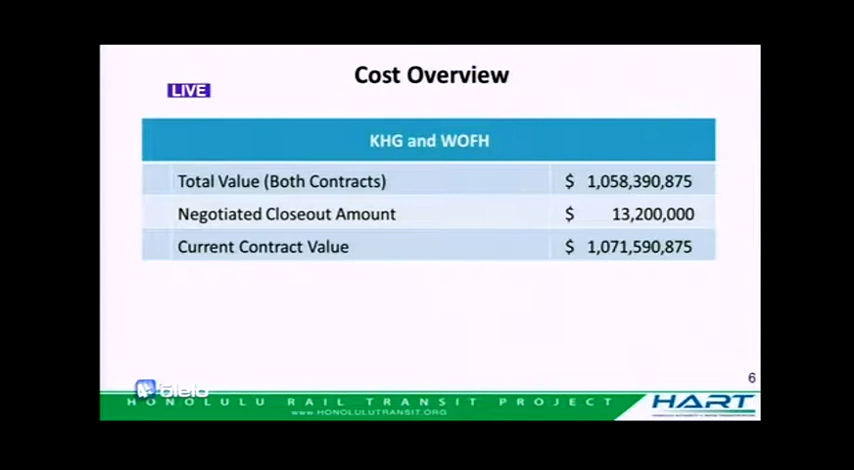 Cost Overview
LIVE
KHG and WOFH
Total Value (Both Contracts) $ 1,058,390,875
Negotiated Closeout Amount $ 13,200,000
Current Contract Value $ 1,071,590,875
6
ʻōlelo
HONOLULU RAIL TRANSIT PROJECT
www.HONOLULUTRANSIT.ORG
HART